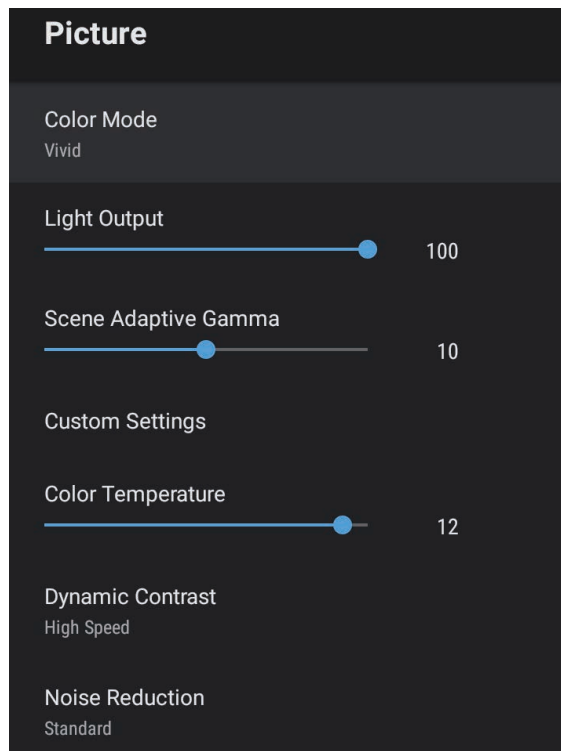 Picture
Color Mode
Vivid
Light Output
100
Scene Adaptive Gamma
10
Custom Settings
Color Temperature
12
Dynamic Contrast
High Speed
Noise Reduction
Standard